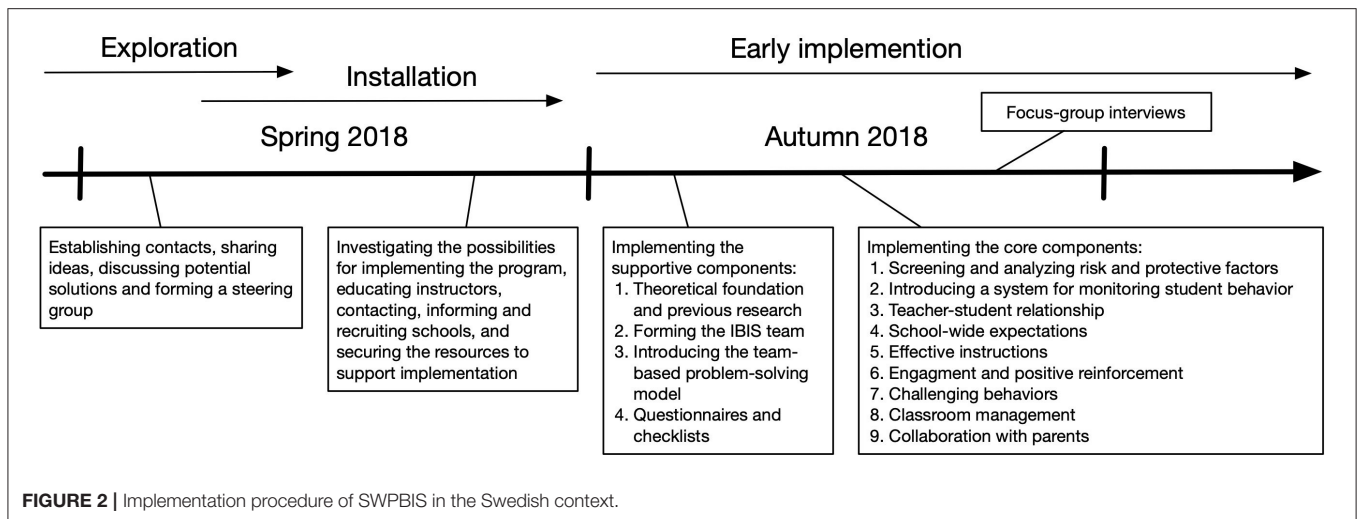 Exploration
Installation
Early implemention
Spring 2018
Autumn 2018
Focus-group interviews
Establishing contacts, sharing
ideas, discussing potential
solutions and forming a steering
group
Investigating the possibilities
for implementing the program,
educating instructors,
contacting, informing and
recruiting schools, and
securing the resources to
support implementation
Implementing the
supportive components:
1. Theoretical foundation
and previous research
2. Forming the IBIS team
3. Introducing the team-
based problem-solving
model
4. Questionnaires and
checklists
Implementing the core components:
1. Screening and analyzing risk and protective factors
2. Introducing a system for monitoring student behavior
3. Teacher-student relationship
4. School-wide expectations
5. Effective instructions
6. Engagment and positive reinforcement
7. Challenging behaviors
8. Classroom management
9. Collaboration with parents
FIGURE 2 | Implementation procedure of SWPBIS in the Swedish context.